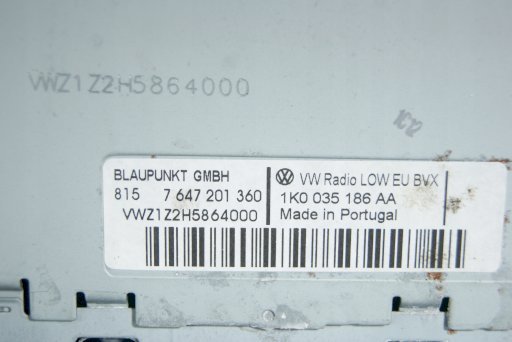 VWZ1Z2H5864000
BLAUPUNKT GMBH
815 7 647 201 360
VWZ1Z2H5864000
VW Radio LOW EU BVX
1K0 035 186 AA
Made in Portugal